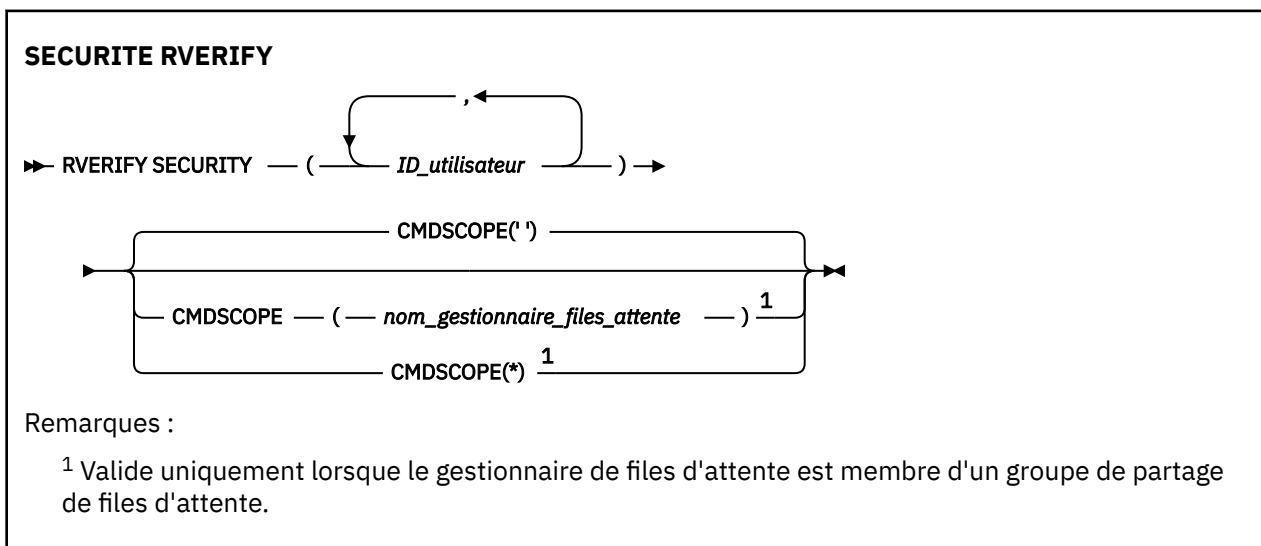 SECURITE RVERIFY
,
RVERIFY SECURITY ( ID_utilisateur )
CMDSCOPE(' ')
CMDSCOPE ( nom_gestionnaire_files_attente ) 1
CMDSCOPE(*) 1
Remarques :
1 Valide uniquement lorsque le gestionnaire de files d'attente est membre d'un groupe de partage
de files d'attente.